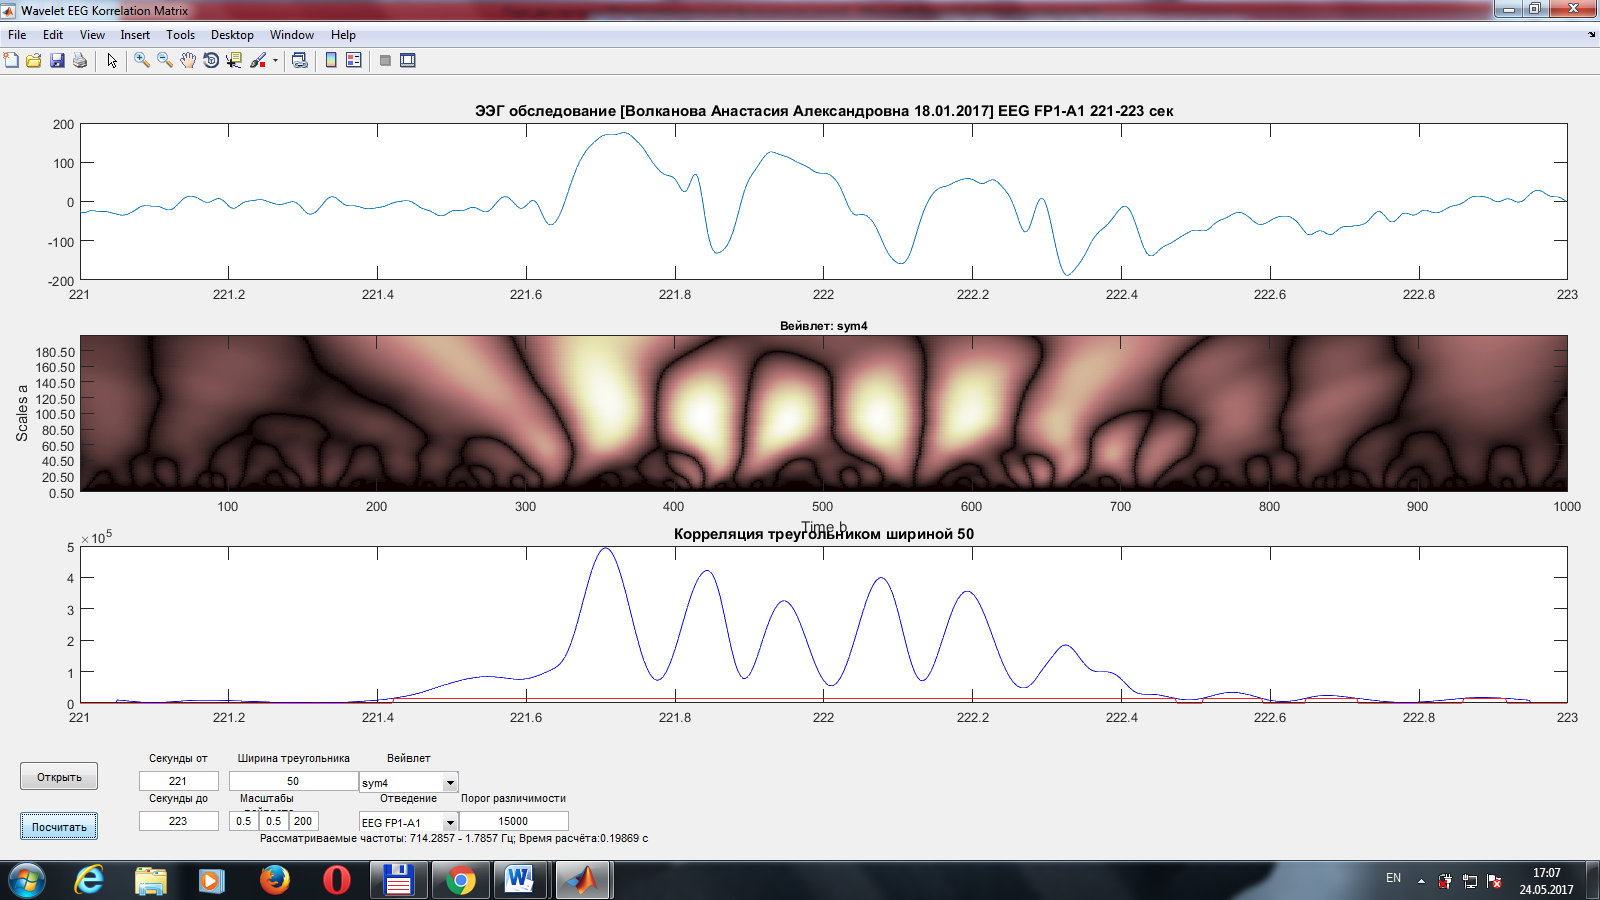 Wavelet EEG Korrelation Matrix
File Edit View Insert Tools Desktop Window Help
ЭЭГ обследование [Волканова Анастасия Александровна 18.01.2017] EEG FP1-A1 221-223 сек
200
100
0
-100
-200
221 221.2 221.4 221.6 221.8 222 222.2 222.4 222.6 222.8 223
Вейвлет: sym4
Scales a
180.50
160.50
140.50
120.50
100.50
80.50
60.50
40.50
20.50
0.50
100 200 300 400 500 600 700 800 900 1000
Time b
Корреляция треугольником шириной 50
×10⁵
5
4
3
2
1
0
221 221.2 221.4 221.6 221.8 222 222.2 222.4 222.6 222.8 223
Открыть
Посчитать
Секунды от Ширина треугольника Вейвлет
221 50 sym4
Секунды до Масштабы Отведение Порог различимости
223 0.5 0.5 200 EEG FP1-A1 15000
Рассматриваемые частоты: 714.2857 - 1.7857 Гц; Время расчёта:0.19869 с
EN
17:07
24.05.2017